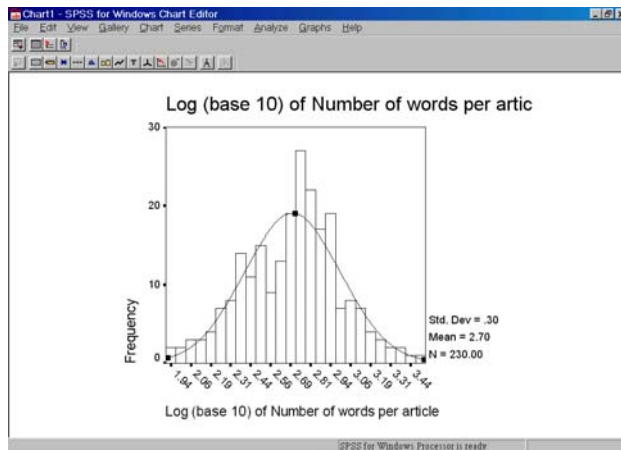 Chart1 - SPSS for Windows Chart Editor
File Edit View Gallery Chart Series Format Analyze Graphs Help
Log (base 10) of Number of words per artic
30
20
10
0
Frequency
Std. Dev = .30
Mean = 2.70
N = 230.00
1.94 2.06 2.19 2.31 2.44 2.56 2.69 2.81 2.94 3.06 3.19 3.31 3.44
Log (base 10) of Number of words per article
SPSS for Windows Processor is ready